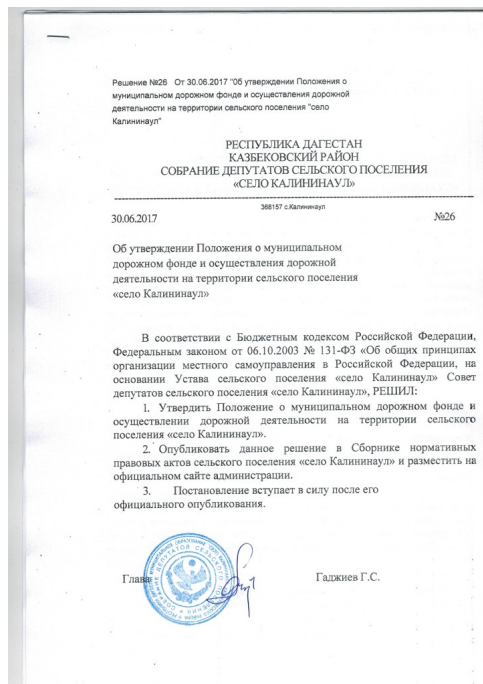 Решение №26 От 30.06.2017 "об утверждении Положения о
муниципальном дорожном фонде и осуществления дорожной
деятельности на территории сельского поселения "село
Калининаул"
РЕСПУБЛИКА ДАГЕСТАН
КАЗБЕКОВСКИЙ РАЙОН
СОБРАНИЕ ДЕПУТАТОВ СЕЛЬСКОГО ПОСЕЛЕНИЯ
«СЕЛО КАЛИНИНАУЛ»
368157 с.Калининаул
30.06.2017 №26
Об утверждении Положения о муниципальном
дорожном фонде и осуществления дорожной
деятельности на территории сельского поселения
«село Калининаул»
В соответствии с Бюджетным кодексом Российской Федерации,
Федеральным законом от 06.10.2003 № 131-ФЗ «Об общих принципах
организации местного самоуправления в Российской Федерации, на
основании Устава сельского поселения «село Калининаул» Совет
депутатов сельского поселения «село Калининаул», РЕШИЛ:
1. Утвердить Положение о муниципальном дорожном фонде и
осуществлении дорожной деятельности на территории сельского
поселения «село Калининаул».
2. Опубликовать данное решение в Сборнике нормативных
правовых актов сельского поселения «село Калининаул» и разместить на
официальном сайте администрации.
3. Постановление вступает в силу после его
официального опубликования.
Глава Гаджиев Г.С.
СОБРАНИЕ ДЕПУТАТОВ СЕЛЬСКОГО ПОСЕЛЕНИЯ